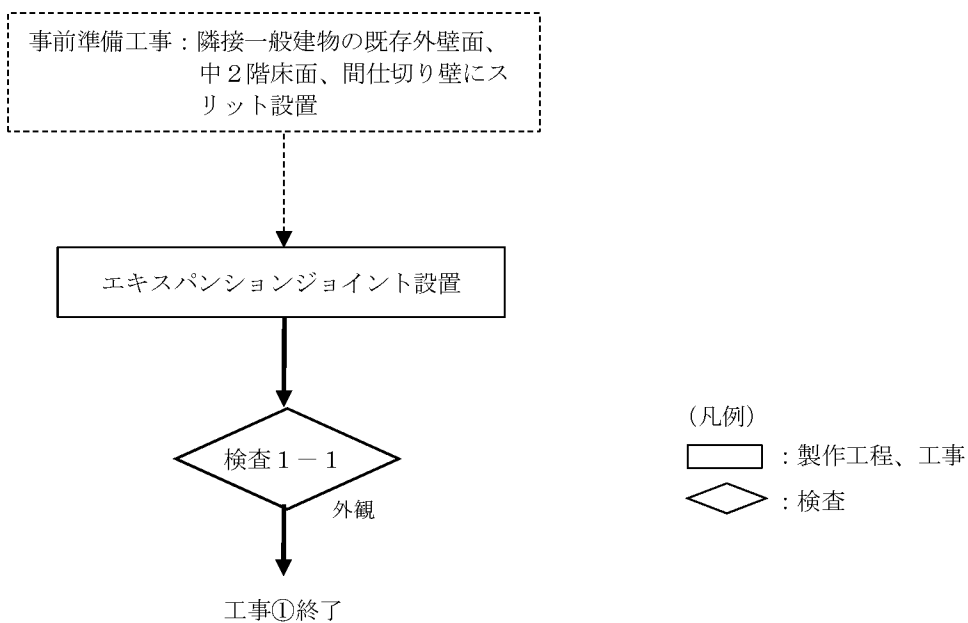 事前準備工事：隣接一般建物の既存外壁面、
中２階床面、間仕切り壁にス
リット設置
エキスパンションジョイント設置
検査１－１
外観
工事①終了
（凡例）
：製作工程、工事
：検査